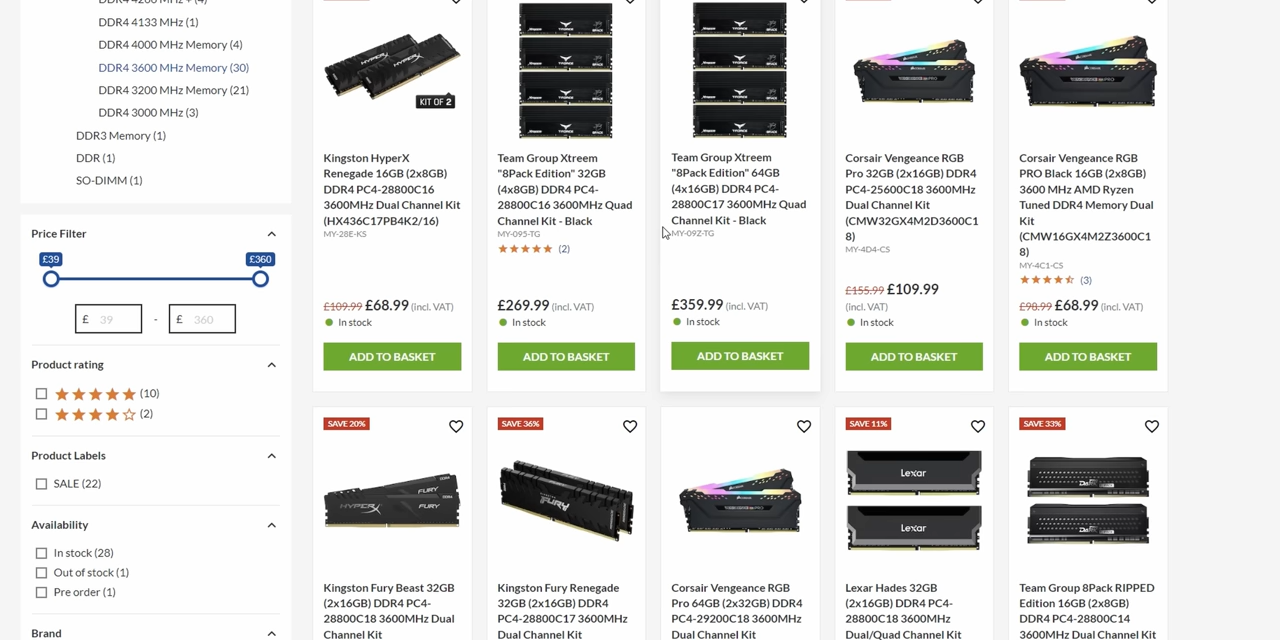 DDR4 4133 MHz (1)
DDR4 4000 MHz Memory (4)
DDR4 3600 MHz Memory (30)
DDR4 3200 MHz Memory (21)
DDR4 3000 MHz (3)
DDR3 Memory (1)
DDR (1)
SO-DIMM (1)
Price Filter
£39
£360
£ 39 - £ 360
Product rating
(10)
(2)
Product Labels
SALE (22)
Availability
In stock (28)
Out of stock (1)
Pre order (1)
Brand
HYPERX
KIT OF 2
Kingston HyperX
Renegade 16GB (2x8GB)
DDR4 PC4-28800C16
3600MHz Dual Channel Kit
(HX436C17PB4K2/16)
MY-28E-KS
£109.99 £68.99 (incl. VAT)
In stock
ADD TO BASKET
Team Group Xtreem
"8Pack Edition" 32GB
(4x8GB) DDR4 PC4-
28800C16 3600MHz Quad
Channel Kit - Black
MY-095-TG
(2)
£269.99 (incl. VAT)
In stock
ADD TO BASKET
Team Group Xtreem
"8Pack Edition" 64GB
(4x16GB) DDR4 PC4-
28800C17 3600MHz Quad
Channel Kit - Black
MY-09Z-TG
£359.99 (incl. VAT)
In stock
ADD TO BASKET
Corsair Vengeance RGB
Pro 32GB (2x16GB) DDR4
PC4-25600C18 3600MHz
Dual Channel Kit
(CMW32GX4M2D3600C1
8)
MY-4D4-CS
£155.99 £109.99
(incl. VAT)
In stock
ADD TO BASKET
Corsair Vengeance RGB
PRO Black 16GB (2x8GB)
3600 MHz AMD Ryzen
Tuned DDR4 Memory Dual
Kit
(CMW16GX4M2Z3600C1
8)
MY-4C1-CS
(3)
£98.99 £68.99 (incl. VAT)
In stock
ADD TO BASKET
SAVE 20%
HYPERX FURY
FURY
Kingston Fury Beast 32GB
(2x16GB) DDR4 PC4-
28800C18 3600MHz Dual
Channel Kit
SAVE 36%
FURY
Kingston Fury Renegade
32GB (2x16GB) DDR4
PC4-28800C17 3600MHz
Dual Channel Kit
Corsair Vengeance RGB
Pro 64GB (2x32GB) DDR4
PC4-29200C18 3600MHz
Dual Channel Kit
SAVE 11%
Lexar
Lexar
Lexar Hades 32GB
(2x16GB) DDR4 PC4-
28800C18 3600MHz
Dual/Quad Channel Kit
SAVE 33%
Team Group 8Pack RIPPED
Edition 16GB (2x8GB)
DDR4 PC4-28800C14
3600MHz Dual Channel Kit